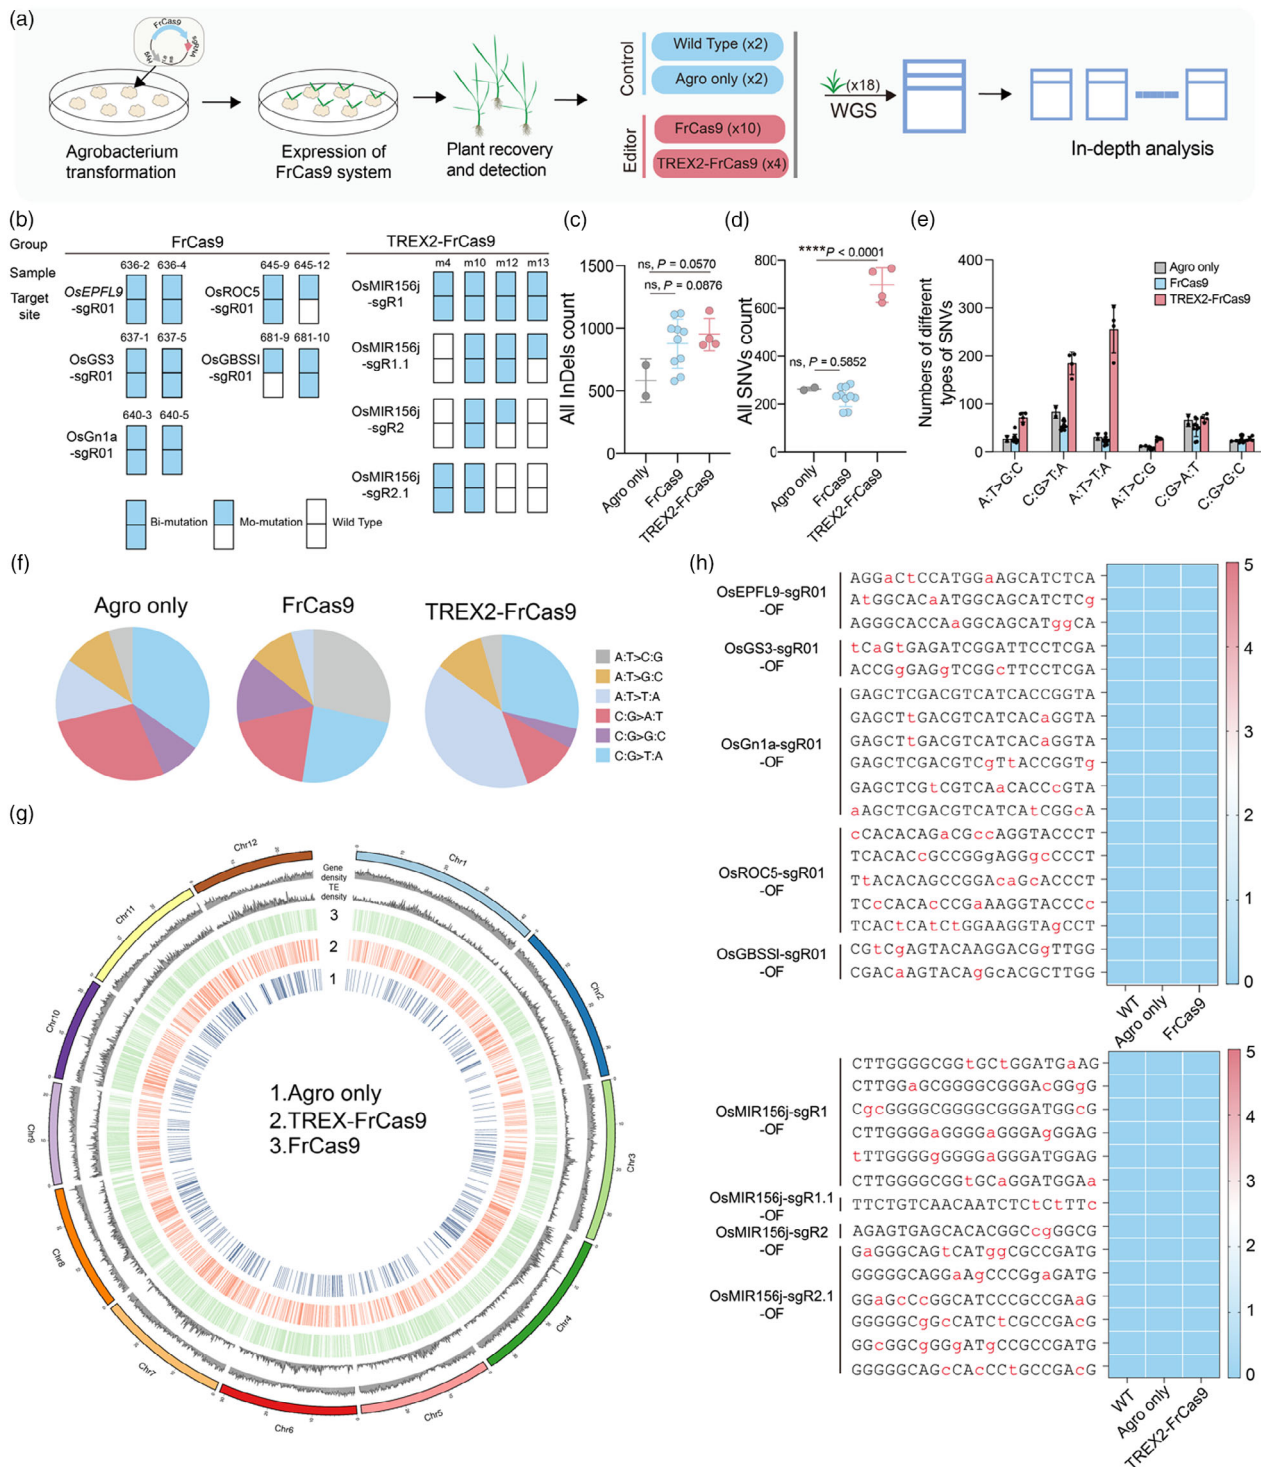 (a)
FrCas9
Agrobacterium
transformation
Expression of
FrCas9 system
Plant recovery
and detection
Control
Wild Type (x2)
Agro only (x2)
Editor
FrCas9 (x10)
TREX2-FrCas9 (x4)
(x18)
WGS
In-depth analysis
(b)
Group
FrCas9
TREX2-FrCas9
Sample
636-2
636-4
645-9
645-12
m4
m10
m12
m13
Target
site
OsEPFL9
-sgR01
OsROC5
-sgR01
OsMIR156j
-sgR1
637-1
637-5
681-9
681-10
OsGS3
-sgR01
OsGBSSI
-sgR01
OsMIR156j
-sgR1.1
640-3
640-5
OsGn1a
-sgR01
OsMIR156j
-sgR2
OsMIR156j
-sgR2.1
Bi-mutation
Mo-mutation
Wild Type
(c)
All InDels count
1500
1000
500
0
ns, P = 0.0570
ns, P = 0.0876
Agro only
FrCas9
TREX2-FrCas9
(d)
All SNVs count
800
600
400
200
0
****P < 0.0001
ns, P = 0.5852
Agro only
FrCas9
TREX2-FrCas9
(e)
Numbers of different
types of SNVs
400
300
200
100
0
Agro only
FrCas9
TREX2-FrCas9
A:T>G:C
C:G>T:A
A:T>T:A
A:T>C:G
C:G>A:T
C:G>G:C
(f)
Agro only
FrCas9
TREX2-FrCas9
A:T>C:G
A:T>G:C
A:T>T:A
C:G>A:T
C:G>G:C
C:G>T:A
(g)
Chr1
Chr2
Chr3
Chr4
Chr5
Chr6
Chr7
Chr8
Chr9
Chr10
Chr11
Chr12
Gene
density
TE
density
3
2
1
1.Agro only
2.TREX-FrCas9
3.FrCas9
(h)
OsEPFL9-sgR01
-OF
AGGactCCATGGaAGCATCTCA
AtGGCACaATGGCAGCATCTCg
AGGGCACCAaGGCAGCATggCA
OsGS3-sgR01
-OF
tCagtGAGATCGGATTCCTCGA
ACCGgGAGgTCGGcTTCCTCGA
OsGn1a-sgR01
-OF
GAGCTCGACGTCATCACCGGTA
GAGCTtGACGTCATCACaGGTA
GAGCTtGACGTCATCACaGGTA
GAGCTCGACGTCgTtACCGGTg
GAGCTCGtCGTCAaCACCcGTA
aAGCTCGACGTCATCAtCGGcA
OsROC5-sgR01
-OF
cCACACAGaCGccAGGTACCCT
TCACACcGCCGGgAGGgcCCCT
TtACACAGCCGGAcagcACCCT
TCcCACAcCCGaAAGGTACCCc
TCACtCAtCtGGAAGGTAgCCT
OsGBSSI-sgR01
-OF
CGtCgAGTACAAGGACGgTTGG
CGACaAGTACAggcACGCTTGG
5
4
3
2
1
0
WT
Agro only
FrCas9
OsMIR156j-sgR1
-OF
CTTGGGGCGGtGCtGGATGaAG
CTTGGaGCGGGGCGGGAcGGgG
CgcGGGGCGGGGCGGGATGGcG
CTTGGGGaGGGGaGGGAgGGAG
tTTGGGGgGGGGaGGGATGGAG
CTTGGGGCGGtGCaGGATGGAa
OsMIR156j-sgR1.1
-OF
TTCTGTCAACAATCTCtCtTTc
OsMIR156j-sgR2
-OF
AGAGTGAGCACACGGCcgGGCG
OsMIR156j-sgR2.1
-OF
GaGGGCAGtCATggCGCCGATG
GGGGGCAGGaAgCCCGgaGATG
GGagCcCcGGCATCCCGCCGAaG
GGGGGCggcCATCtCGCCGAcG
GGcGGCgGgGATgCCGCCGATG
GGGGGCAGcCAcCCtGCCGAcG
5
4
3
2
1
0
WT
Agro only
TREX2-FrCas9